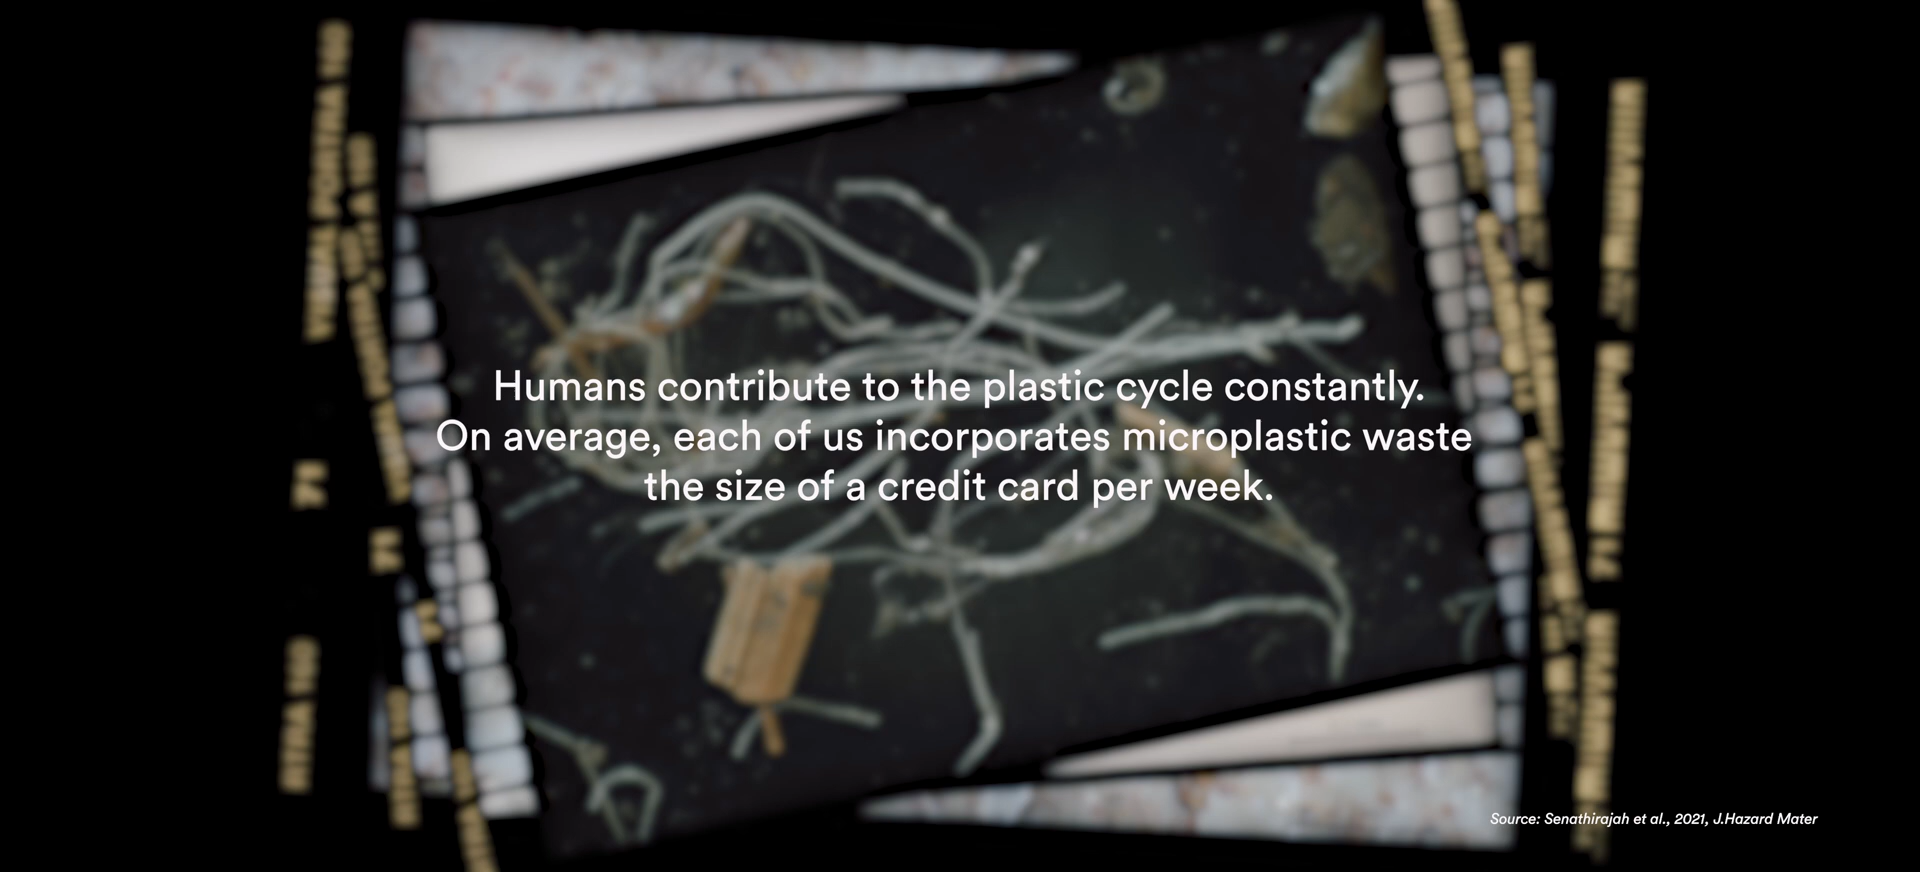 Humans contribute to the plastic cycle constantly.
On average, each of us incorporates microplastic waste
the size of a credit card per week.
Source: Senathirajah et al., 2021, J.Hazard Mater